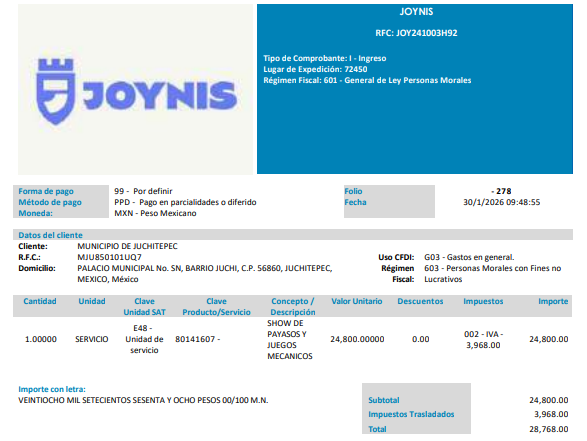 JOYNIS
JOYNIS
RFC: JOY241003H92
Tipo de Comprobante: I - Ingreso
Lugar de Expedición: 72450
Régimen Fiscal: 601 - General de Ley Personas Morales
Forma de pago 99 - Por definir
Método de pago PPD - Pago en parcialidades o diferido
Moneda: MXN - Peso Mexicano
Folio - 278
Fecha 30/1/2026 09:48:55
Datos del cliente
Cliente: MUNICIPIO DE JUCHITEPEC
R.F.C.: MJU850101UQ7
Domicilio: PALACIO MUNICIPAL No. SN, BARRIO JUCHI, C.P. 56860, JUCHITEPEC,
MEXICO, México
Uso CFDI: G03 - Gastos en general.
Régimen 603 - Personas Morales con Fines no
Fiscal: Lucrativos
Cantidad Unidad Clave Unidad SAT Clave Producto/Servicio Concepto / Descripción Valor Unitario Descuentos Impuestos Importe
1.00000 SERVICIO E48 - Unidad de servicio 80141607 - SHOW DE PAYASOS Y JUEGOS MECANICOS 24,800.00000 0.00 002 - IVA - 3,968.00 24,800.00
Importe con letra:
VEINTIOCHO MIL SETECIENTOS SESENTA Y OCHO PESOS 00/100 M.N.
Subtotal 24,800.00
Impuestos Trasladados 3,968.00
Total 28,768.00